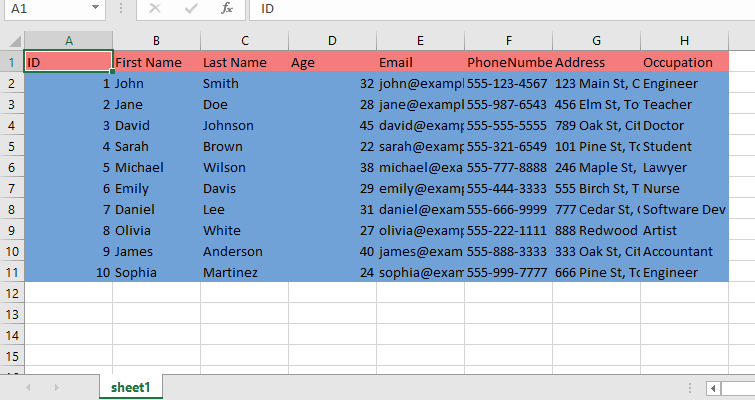 A1 fx ID
A B C D E F G H
1 ID First Name Last Name Age Email PhoneNumbe Address Occupation
2 1 John Smith 32 john@exampl 555-123-4567 123 Main St, C Engineer
3 2 Jane Doe 28 jane@exampl 555-987-6543 456 Elm St, To Teacher
4 3 David Johnson 45 david@examp 555-555-5555 789 Oak St, Cit Doctor
5 4 Sarah Brown 22 sarah@examp 555-321-6549 101 Pine St, To Student
6 5 Michael Wilson 38 michael@exa 555-777-8888 246 Maple St, Lawyer
7 6 Emily Davis 29 emily@examp 555-444-3333 555 Birch St, T Nurse
8 7 Daniel Lee 31 daniel@exam 555-666-9999 777 Cedar St, Software Dev
9 8 Olivia White 27 olivia@examp 555-222-1111 888 Redwood Artist
10 9 James Anderson 40 james@exam 555-888-3333 333 Oak St, Cit Accountant
11 10 Sophia Martinez 24 sophia@exam 555-999-7777 666 Pine St, To Engineer
12
13
14
15
sheet1